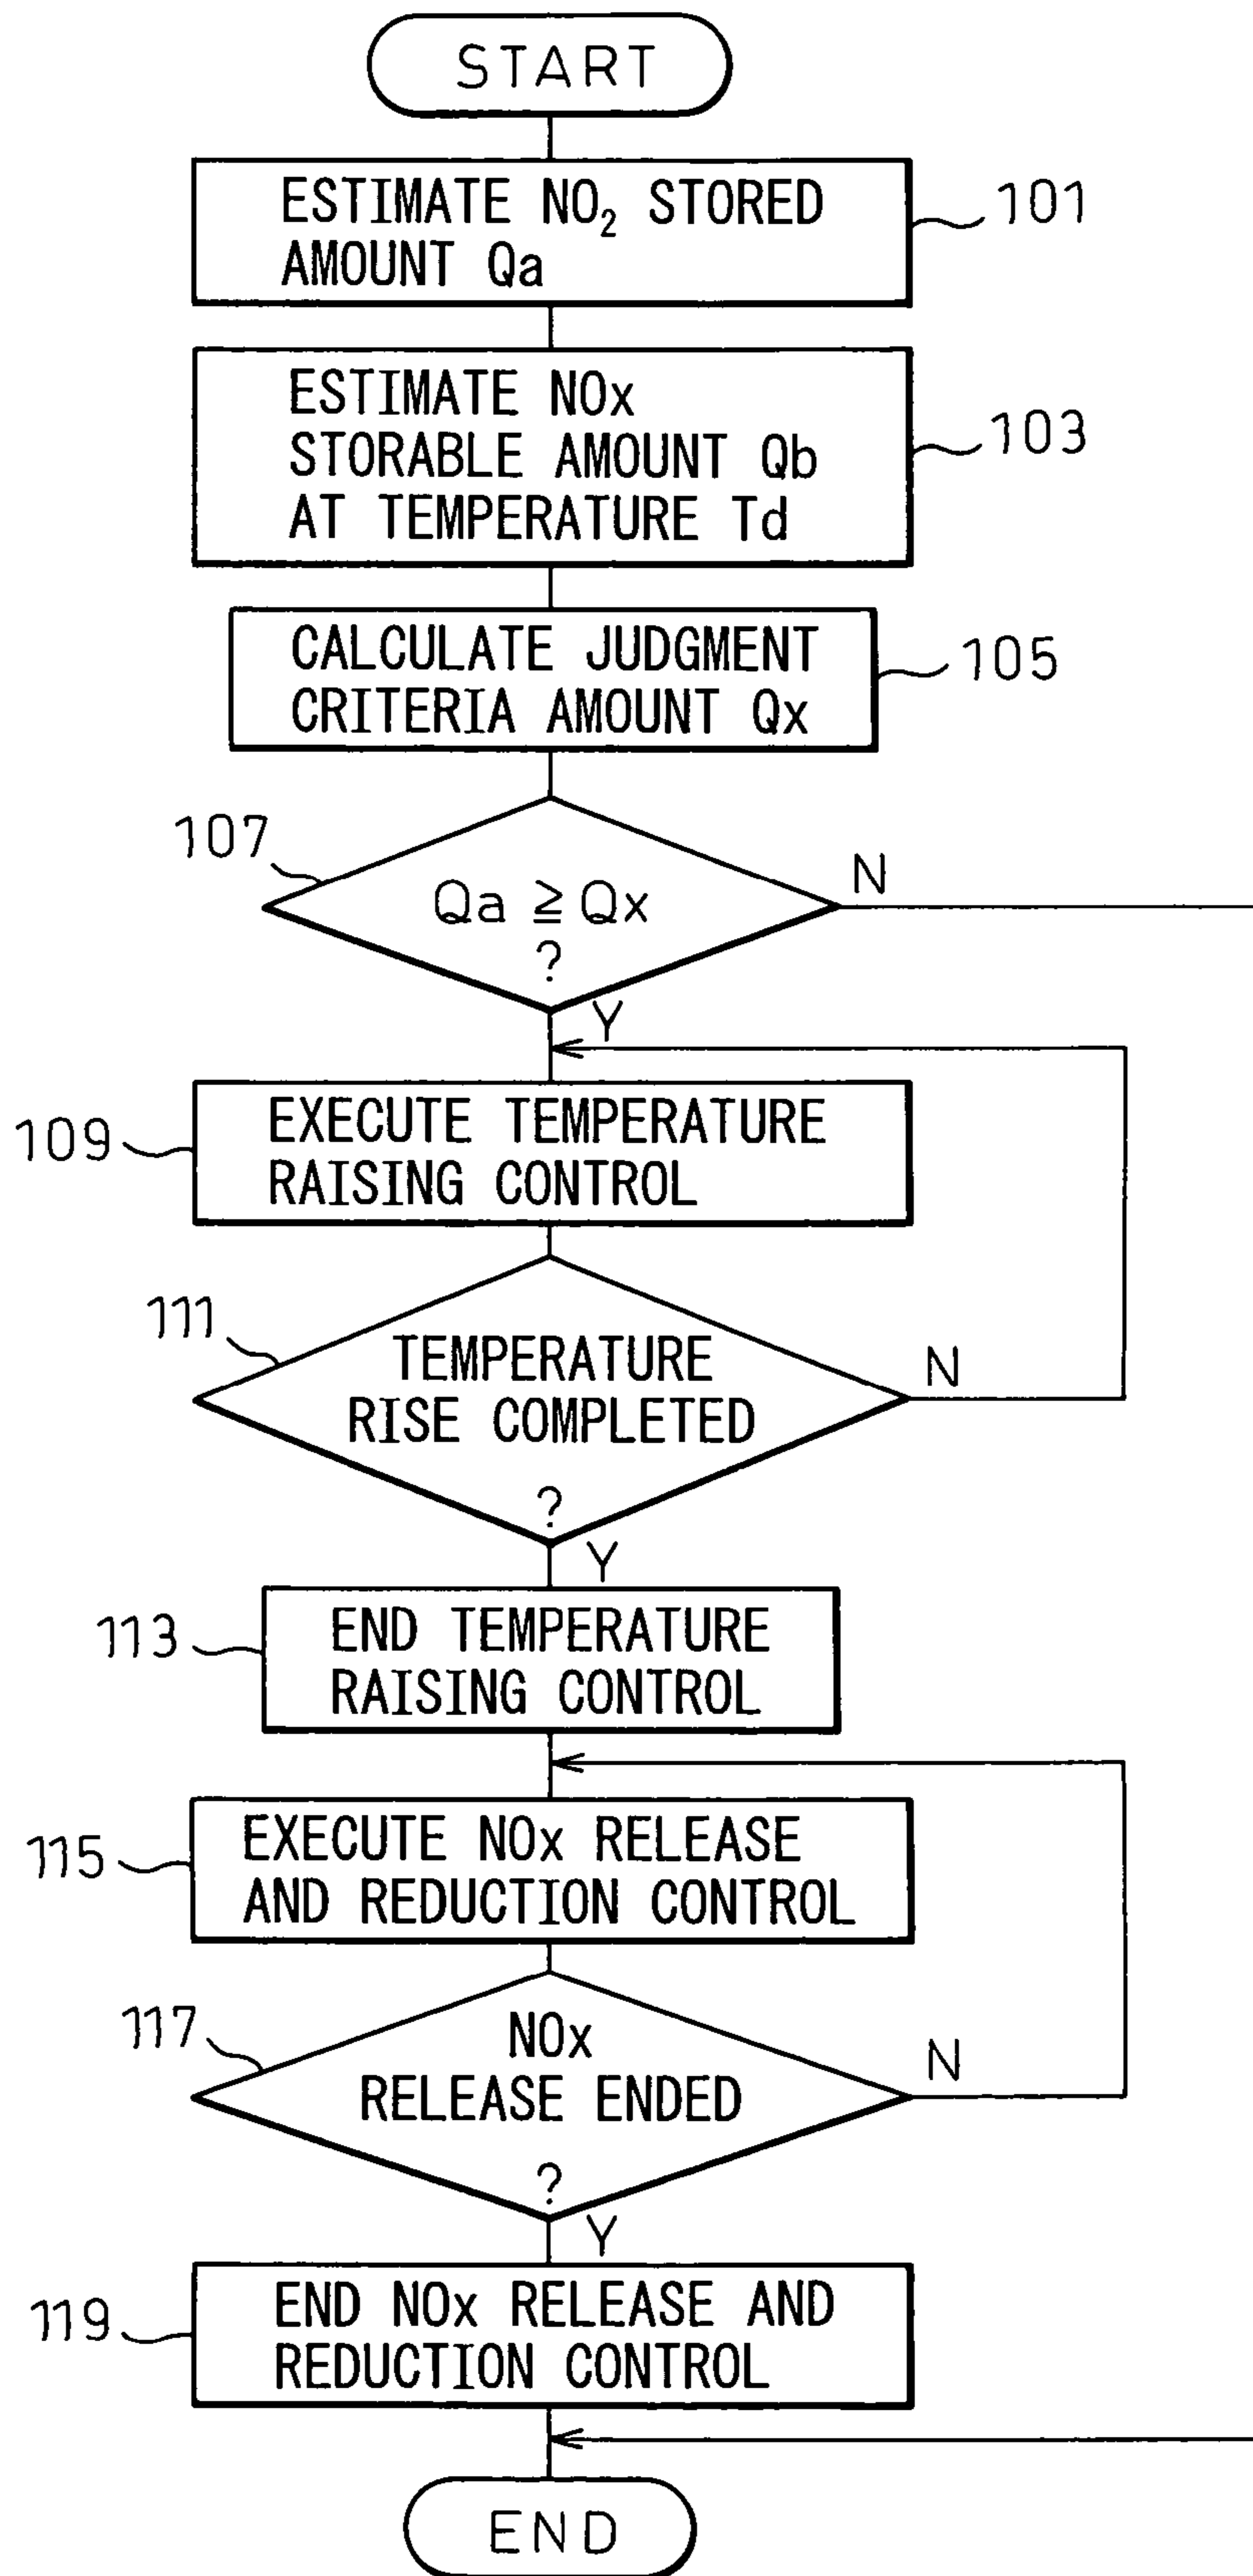 START
ESTIMATE NO₂ STORED
AMOUNT Qa
101
ESTIMATE NOx
STORABLE AMOUNT Qb
AT TEMPERATURE Td
103
CALCULATE JUDGMENT
CRITERIA AMOUNT Qx
105
107
Qa ≧ Qx
?
N
Y
109
EXECUTE TEMPERATURE
RAISING CONTROL
111
TEMPERATURE
RISE COMPLETED
?
N
Y
113
END TEMPERATURE
RAISING CONTROL
115
EXECUTE NOx RELEASE
AND REDUCTION CONTROL
117
NOx
RELEASE ENDED
?
N
Y
119
END NOx RELEASE AND
REDUCTION CONTROL
END